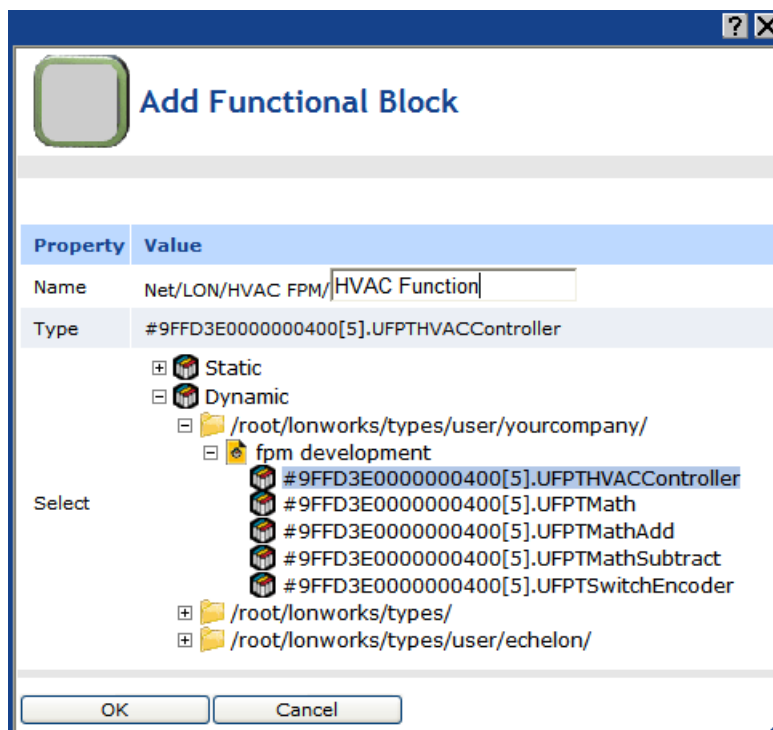 ?
Add Functional Block
Property Value
Name Net/LON/HVAC FPM/HVAC Function
Type #9FFD3E0000000400[5].UFPTHVACController
Static
Dynamic
/root/lonworks/types/user/yourcompany/
fpm development
#9FFD3E0000000400[5].UFPTHVACController
Select #9FFD3E0000000400[5].UFPTMath
#9FFD3E0000000400[5].UFPTMathAdd
#9FFD3E0000000400[5].UFPTMathSubtract
#9FFD3E0000000400[5].UFPTSwitchEncoder
/root/lonworks/types/
/root/lonworks/types/user/echelon/
OK Cancel